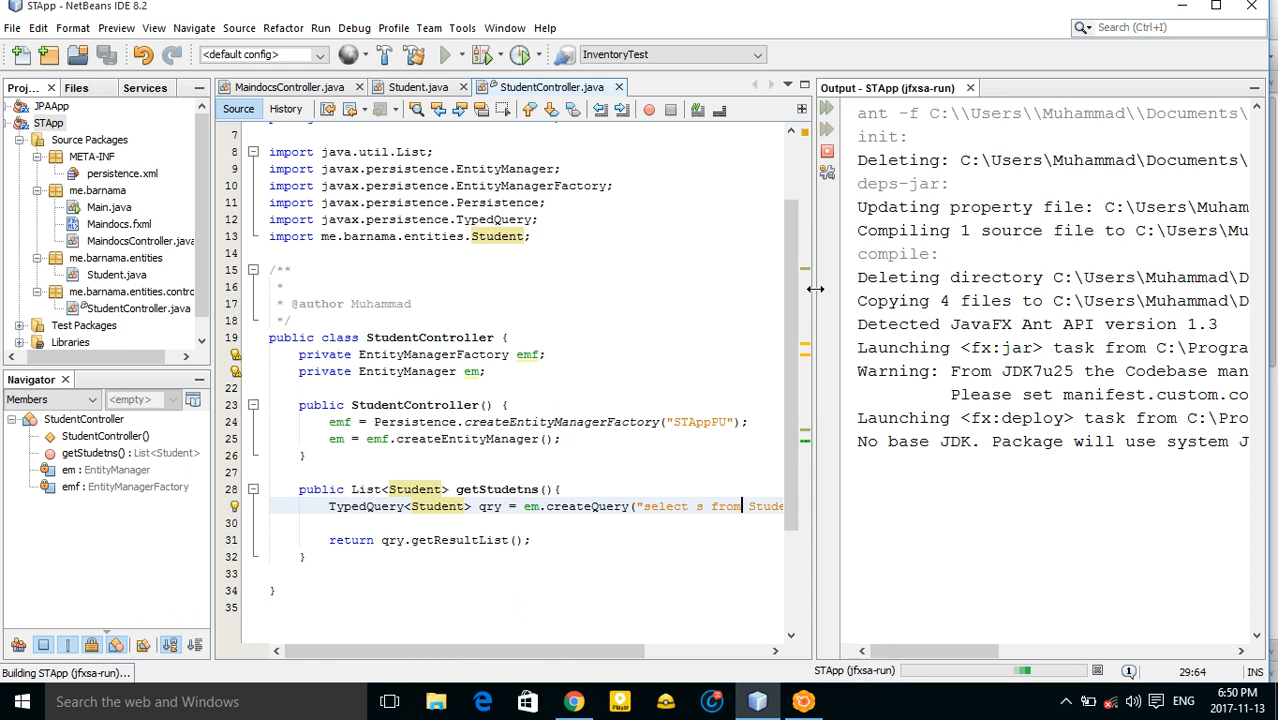 STApp - NetBeans IDE 8.2
File Edit View Navigate Source Refactor Run Debug Profile Team Tools Window Help
Search (Ctrl+I)
<default config>
InventoryTest
Proj... Files Services
JPAApp
STApp
Source Packages
META-INF
persistence.xml
me.barnama
Main.java
Maindocs.fxml
MaindocsController.java
me.barnama.entities
Student.java
me.barnama.entities.contro
StudentController.java
Test Packages
Libraries
Navigator
Members
<empty>
StudentController
StudentController()
getStudetns() : List<Student>
em : EntityManager
emf : EntityManagerFactory
MaindocsController.java Student.java StudentController.java
Source History
7
8 import java.util.List;
9 import javax.persistence.EntityManager;
10 import javax.persistence.EntityManagerFactory;
11 import javax.persistence.Persistence;
12 import javax.persistence.TypedQuery;
13 import me.barnama.entities.Student;
14
15 /**
16 *
17 * @author Muhammad
18 */
19 public class StudentController {
private EntityManagerFactory emf;
private EntityManager em;
22
23 public StudentController() {
24 emf = Persistence.createEntityManagerFactory("STAppPU");
25 em = emf.createEntityManager();
26 }
27
28 public List<Student> getStudetns(){
TypedQuery<Student> qry = em.createQuery("select s from Stude
30
31 return qry.getResultList();
32 }
33
34 }
35
Output - STApp (jfxsa-run)
ant -f C:\\Users\\Muhammad\\Documents\
init:
Deleting: C:\Users\Muhammad\Documents\
deps-jar:
Updating property file: C:\Users\Muham
Compiling 1 source file to C:\Users\Mu
compile:
Deleting directory C:\Users\Muhammad\D
Copying 4 files to C:\Users\Muhammad\D
Detected JavaFX Ant API version 1.3
Launching <fx:jar> task from C:\Progra
Warning: From JDK7u25 the Codebase man
Please set manifest.custom.co
Launching <fx:deploy> task from C:\Pro
No base JDK. Package will use system J
Building STApp (jfxsa-run)...
STApp (jfxsa-run)
1
29:64
INS
Search the web and Windows
Player
ENG
6:50 PM
2017-11-13